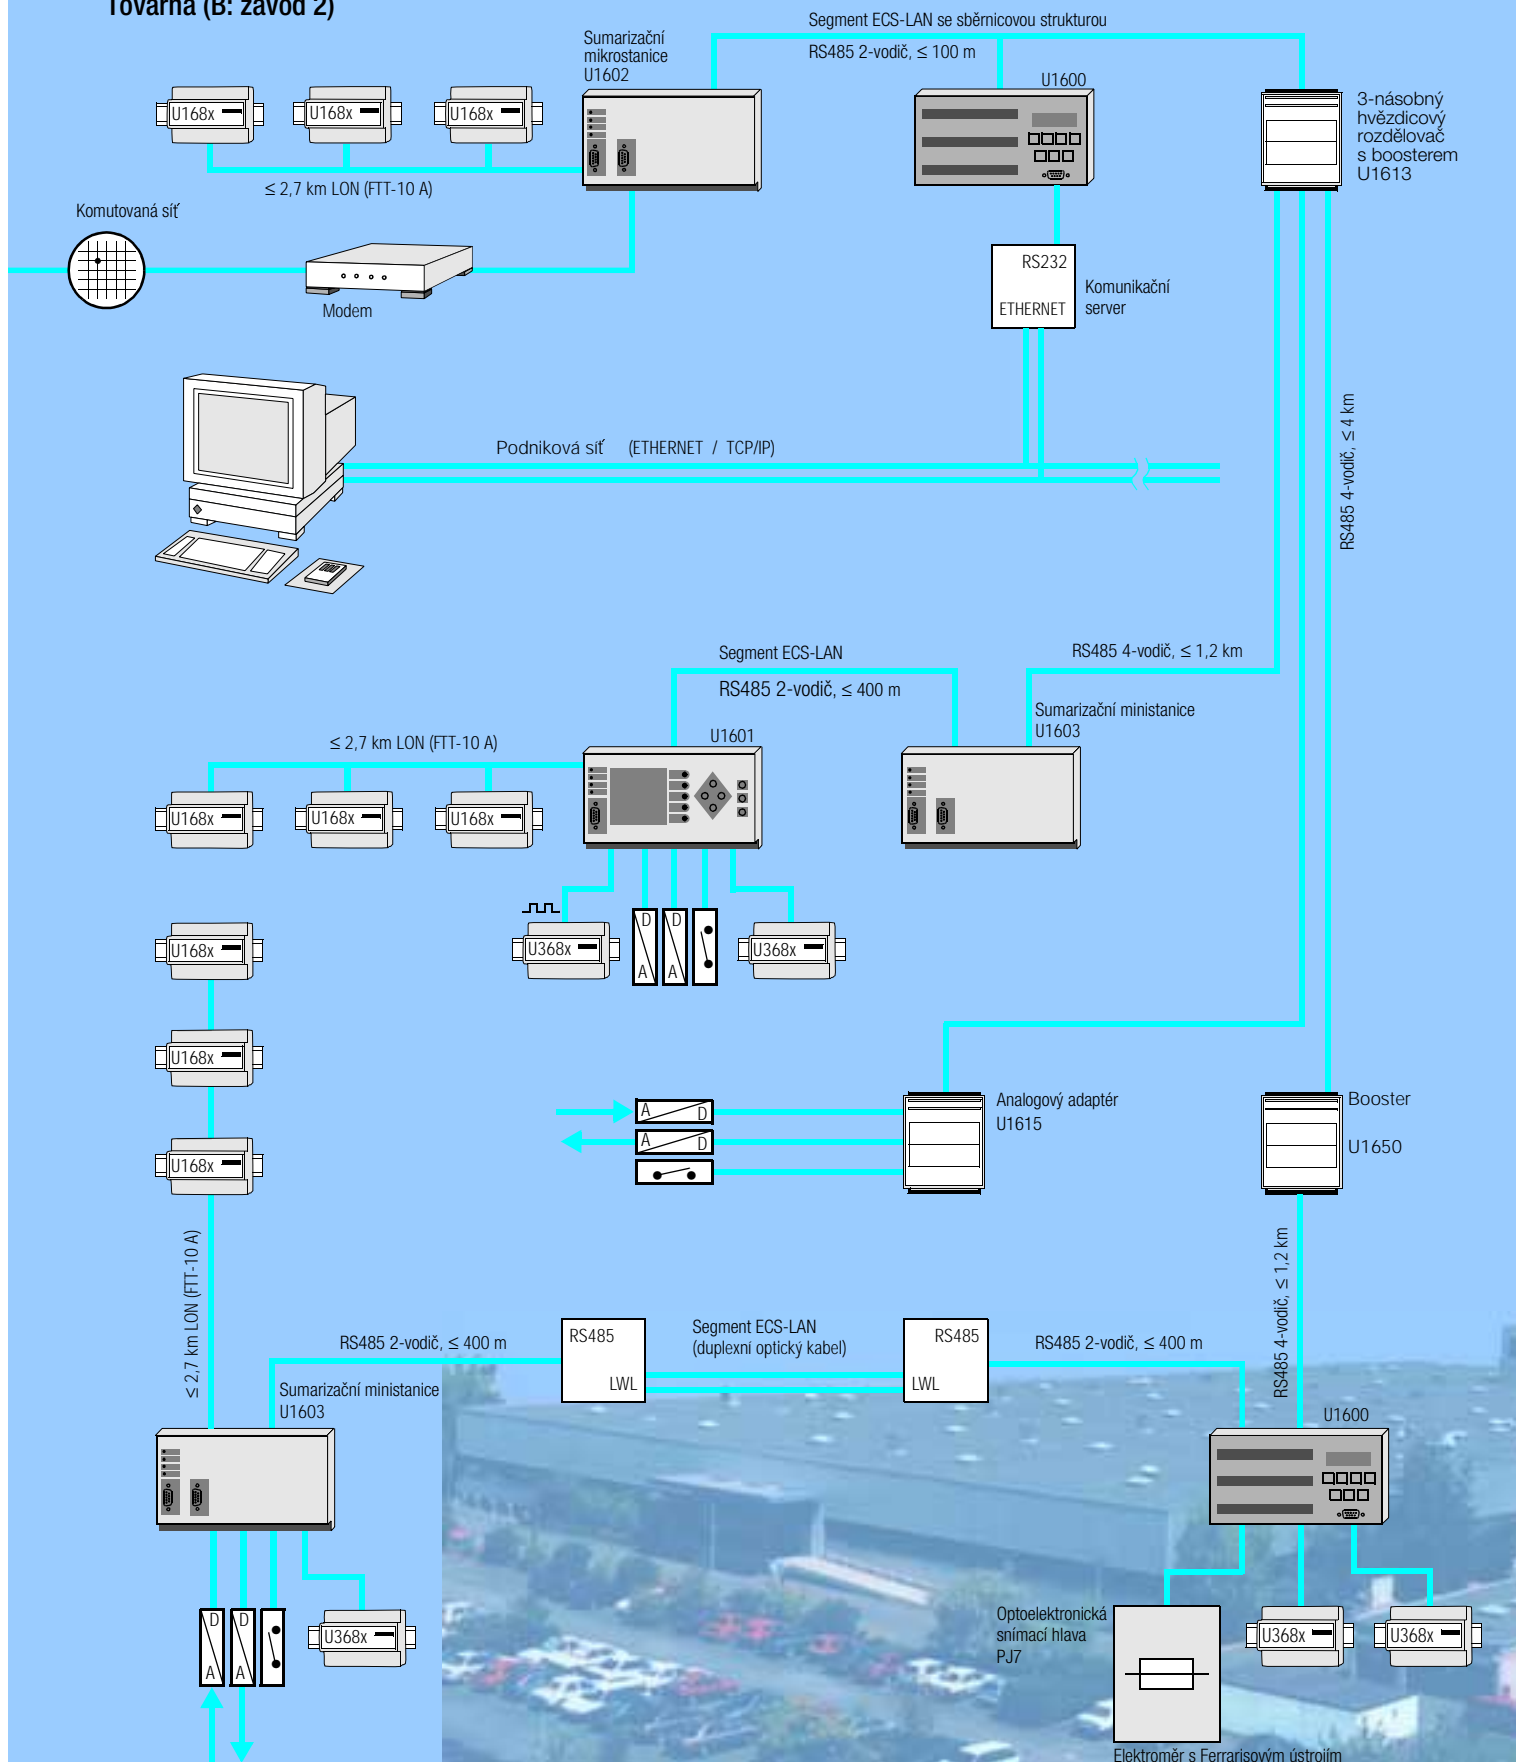 Továrna (B: závod 2)
Segment ECS-LAN se sběrnicovou strukturou
RS485 2-vodič, ≤ 100 m
Sumarizační
mikrostanice
U1602
U1600
3-násobný
hvězdicový
rozdělovač
s boosterem
U1613
U168x
U168x
U168x
≤ 2,7 km LON (FTT-10 A)
Komutovaná síť
Modem
RS232
ETHERNET
Komunikační
server
Podniková síť (ETHERNET / TCP/IP)
RS485 4-vodič, ≤ 4 km
Segment ECS-LAN
RS485 2-vodič, ≤ 400 m
RS485 4-vodič, ≤ 1,2 km
Sumarizační ministanice
U1603
U1601
≤ 2,7 km LON (FTT-10 A)
U168x
U168x
U168x
U368x
D
A
D
A
U368x
U168x
U168x
U168x
A
D
A
D
Analogový adaptér
U1615
Booster
U1650
≤ 2,7 km LON (FTT-10 A)
RS485 4-vodič, ≤ 1,2 km
RS485 2-vodič, ≤ 400 m
RS485
LWL
Segment ECS-LAN
(duplexní optický kabel)
RS485
LWL
RS485 2-vodič, ≤ 400 m
Sumarizační ministanice
U1603
U1600
D
A
D
A
U368x
Optoelektronická
snímací hlava
PJ7
U368x
U368x
Elektroměr s Ferrarisovým ústrojím